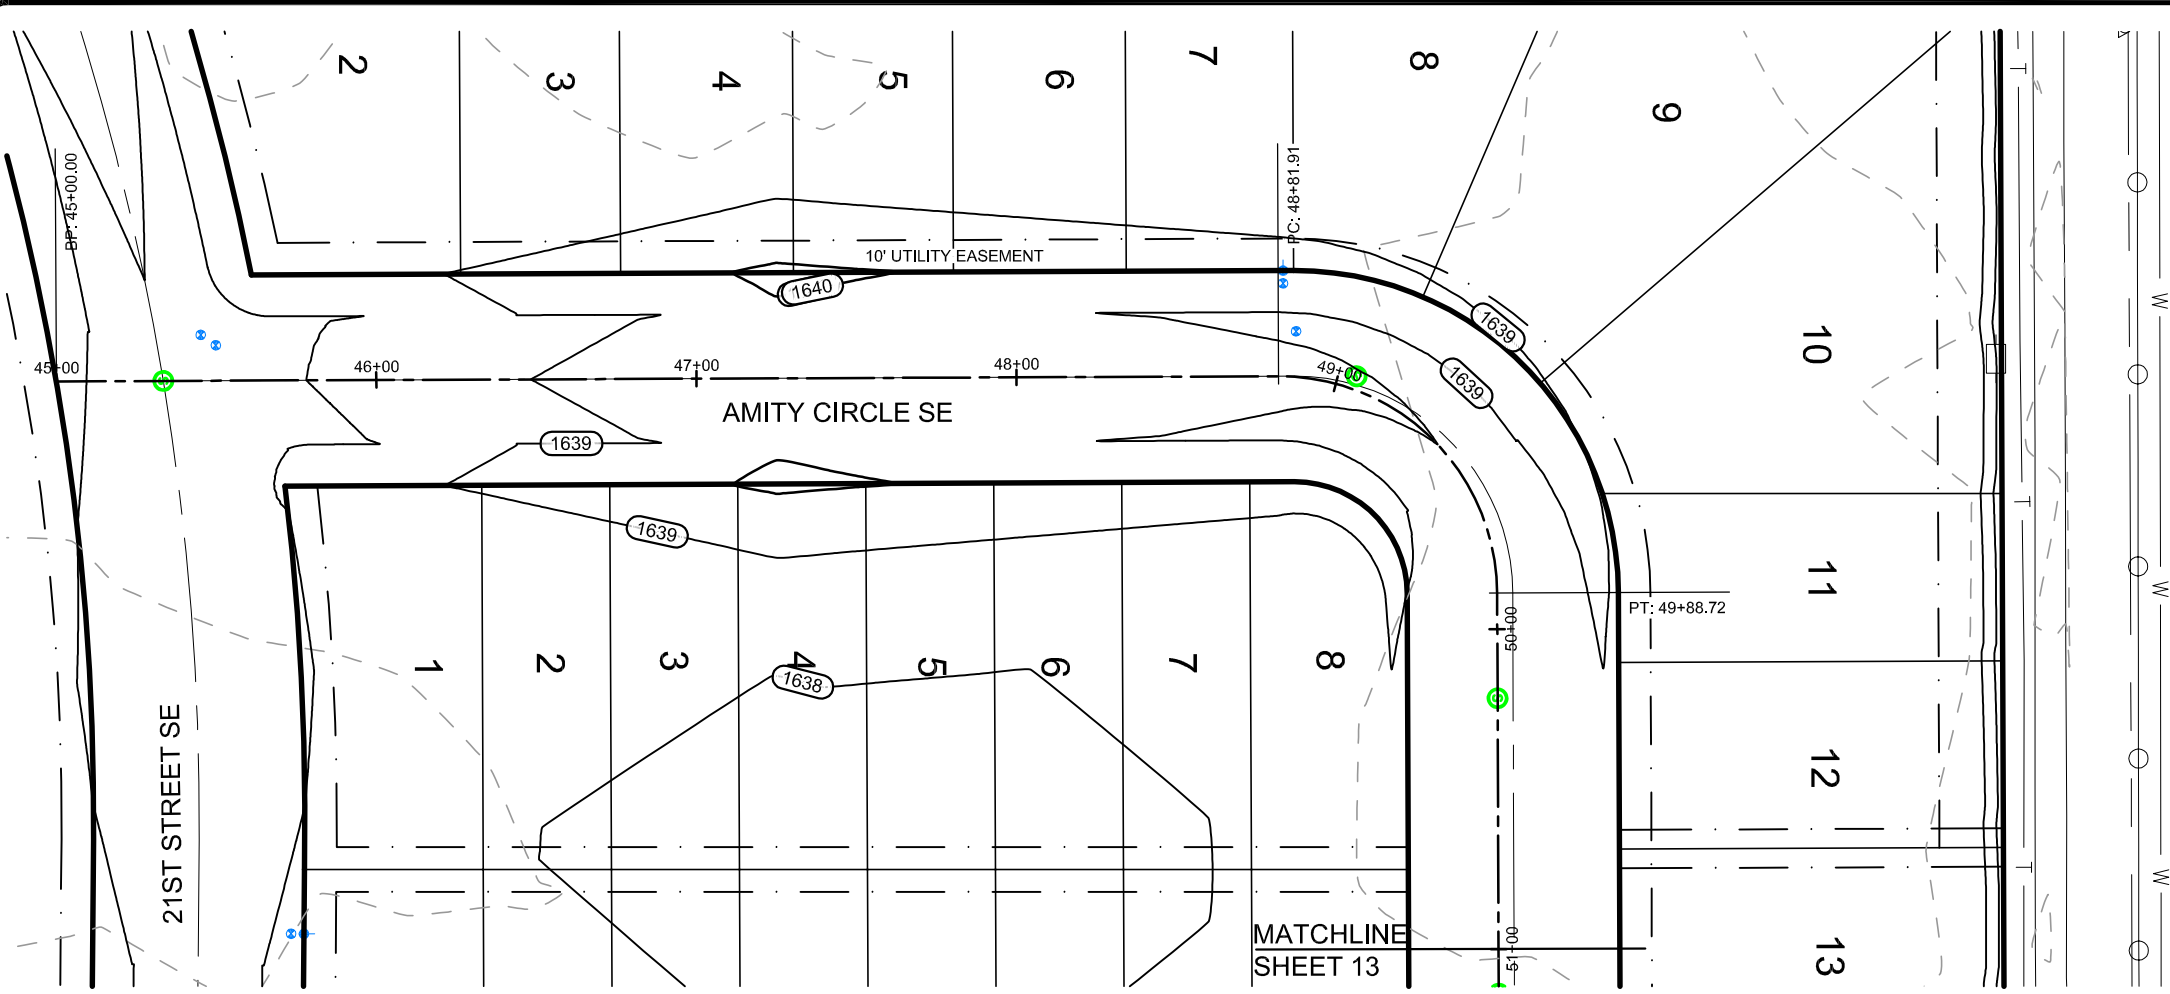 2
3
4
5
6
7
8
9
BP: 45+00.00
PC: 48+81.91
10' UTILITY EASEMENT
1640
1639
1639
10
45+00
46+00
47+00
48+00
49+00
AMITY CIRCLE SE
1639
1639
11
PT: 49+88.72
50+00
1
2
3
4
5
6
7
8
1638
12
21ST STREET SE
MATCHLINE
SHEET 13
51+00
13
T
T
T
W
W
W